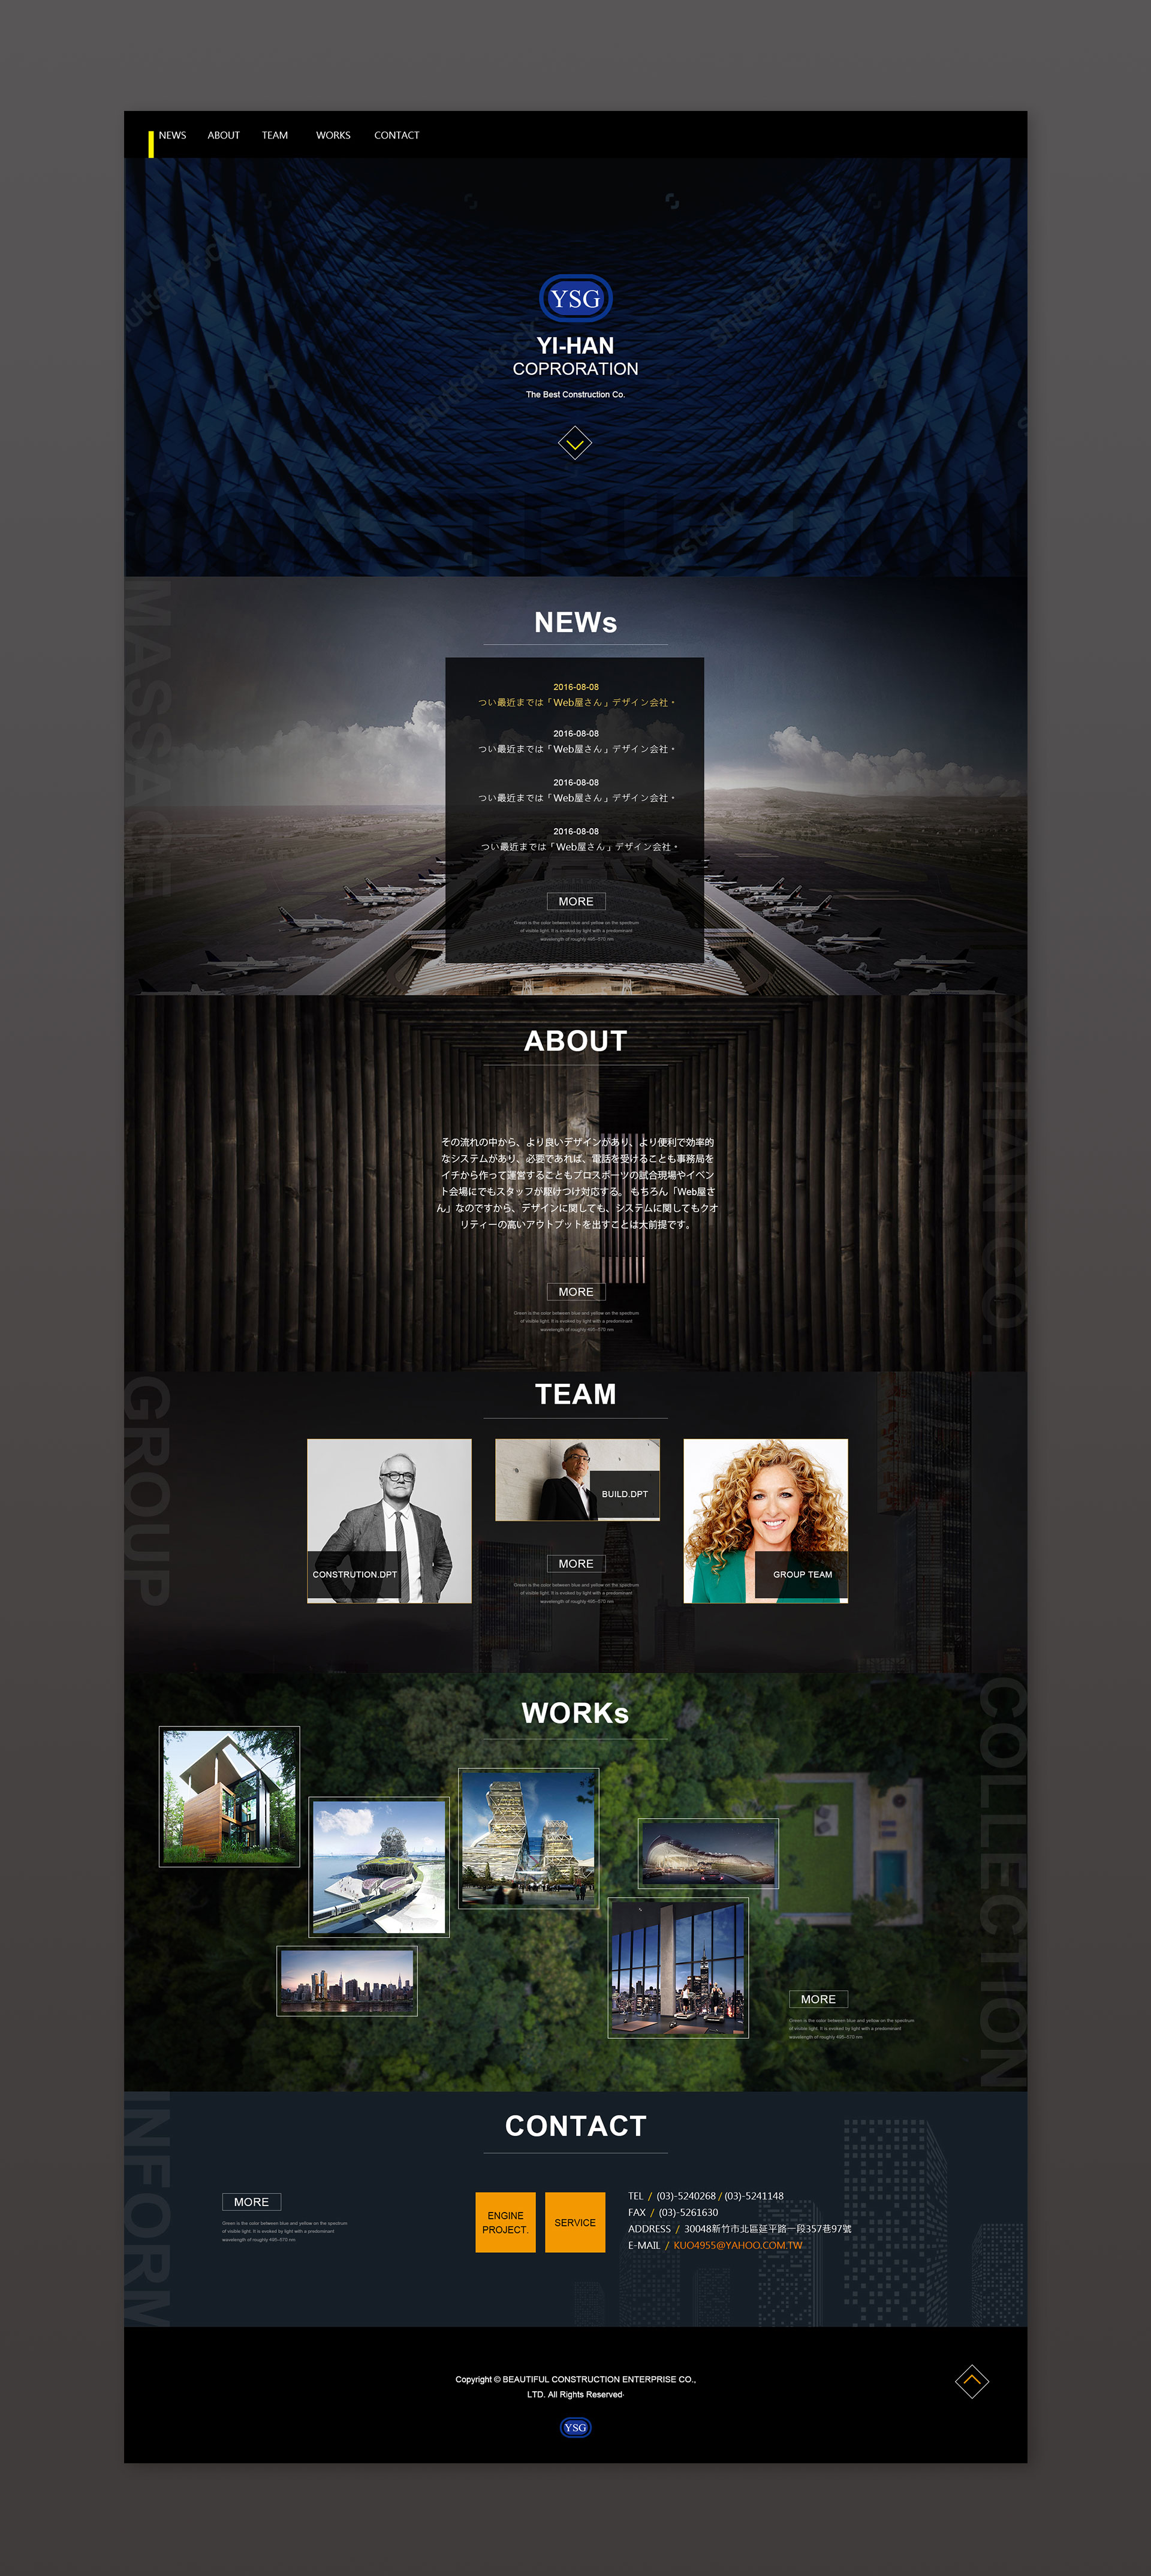 NEWS ABOUT TEAM WORKS CONTACT
shutterstock
shutterstock
shutterstock
shutterstock
YSG
YI-HAN
COPRORATION
The Best Construction Co.
MASSAGE
NEWs
2016-08-08
つい最近までは「Web屋さん」デザイン会社。
2016-08-08
つい最近までは「Web屋さん」デザイン会社。
2016-08-08
つい最近までは「Web屋さん」デザイン会社。
2016-08-08
つい最近までは「Web屋さん」デザイン会社。
MORE
Green is the color between blue and yellow on the spectrum
of visible light. It is evoked by light with a predominant
wavelength of roughly 495–570 nm
YI-HAN CO.
ABOUT
その流れの中から、より良いデザインがあり、より便利で効率的
なシステムがあり、必要であれば、電話を受けることも事務局を
イチから作って運営することもプロスポーツの試合現場やイベン
ト会場にでもスタッフが駆けつけ対応する。 もちろん「Web屋さ
ん」なのですから、デザインに関しても、システムに関してもクオ
リティーの高いアウトプットを出すことは大前提です。
MORE
Green is the color between blue and yellow on the spectrum
of visible light. It is evoked by light with a predominant
wavelength of roughly 495–570 nm
GROUP
TEAM
CONSTRUTION.DPT
BUILD.DPT
GROUP TEAM
MORE
Green is the color between blue and yellow on the spectrum
of visible light. It is evoked by light with a predominant
wavelength of roughly 495–570 nm
COLLECTION
WORKs
MORE
Green is the color between blue and yellow on the spectrum
of visible light. It is evoked by light with a predominant
wavelength of roughly 495–570 nm
INFORM
CONTACT
MORE
Green is the color between blue and yellow on the spectrum
of visible light. It is evoked by light with a predominant
wavelength of roughly 495–570 nm
ENGINE
PROJECT.
SERVICE
TEL / (03)-5240268 / (03)-5241148
FAX / (03)-5261630
ADDRESS / 30048新竹市北區延平路一段357巷97號
E-MAIL / KUO4955@YAHOO.COM.TW
Copyright © BEAUTIFUL CONSTRUCTION ENTERPRISE CO.,
LTD. All Rights Reserved·
YSG